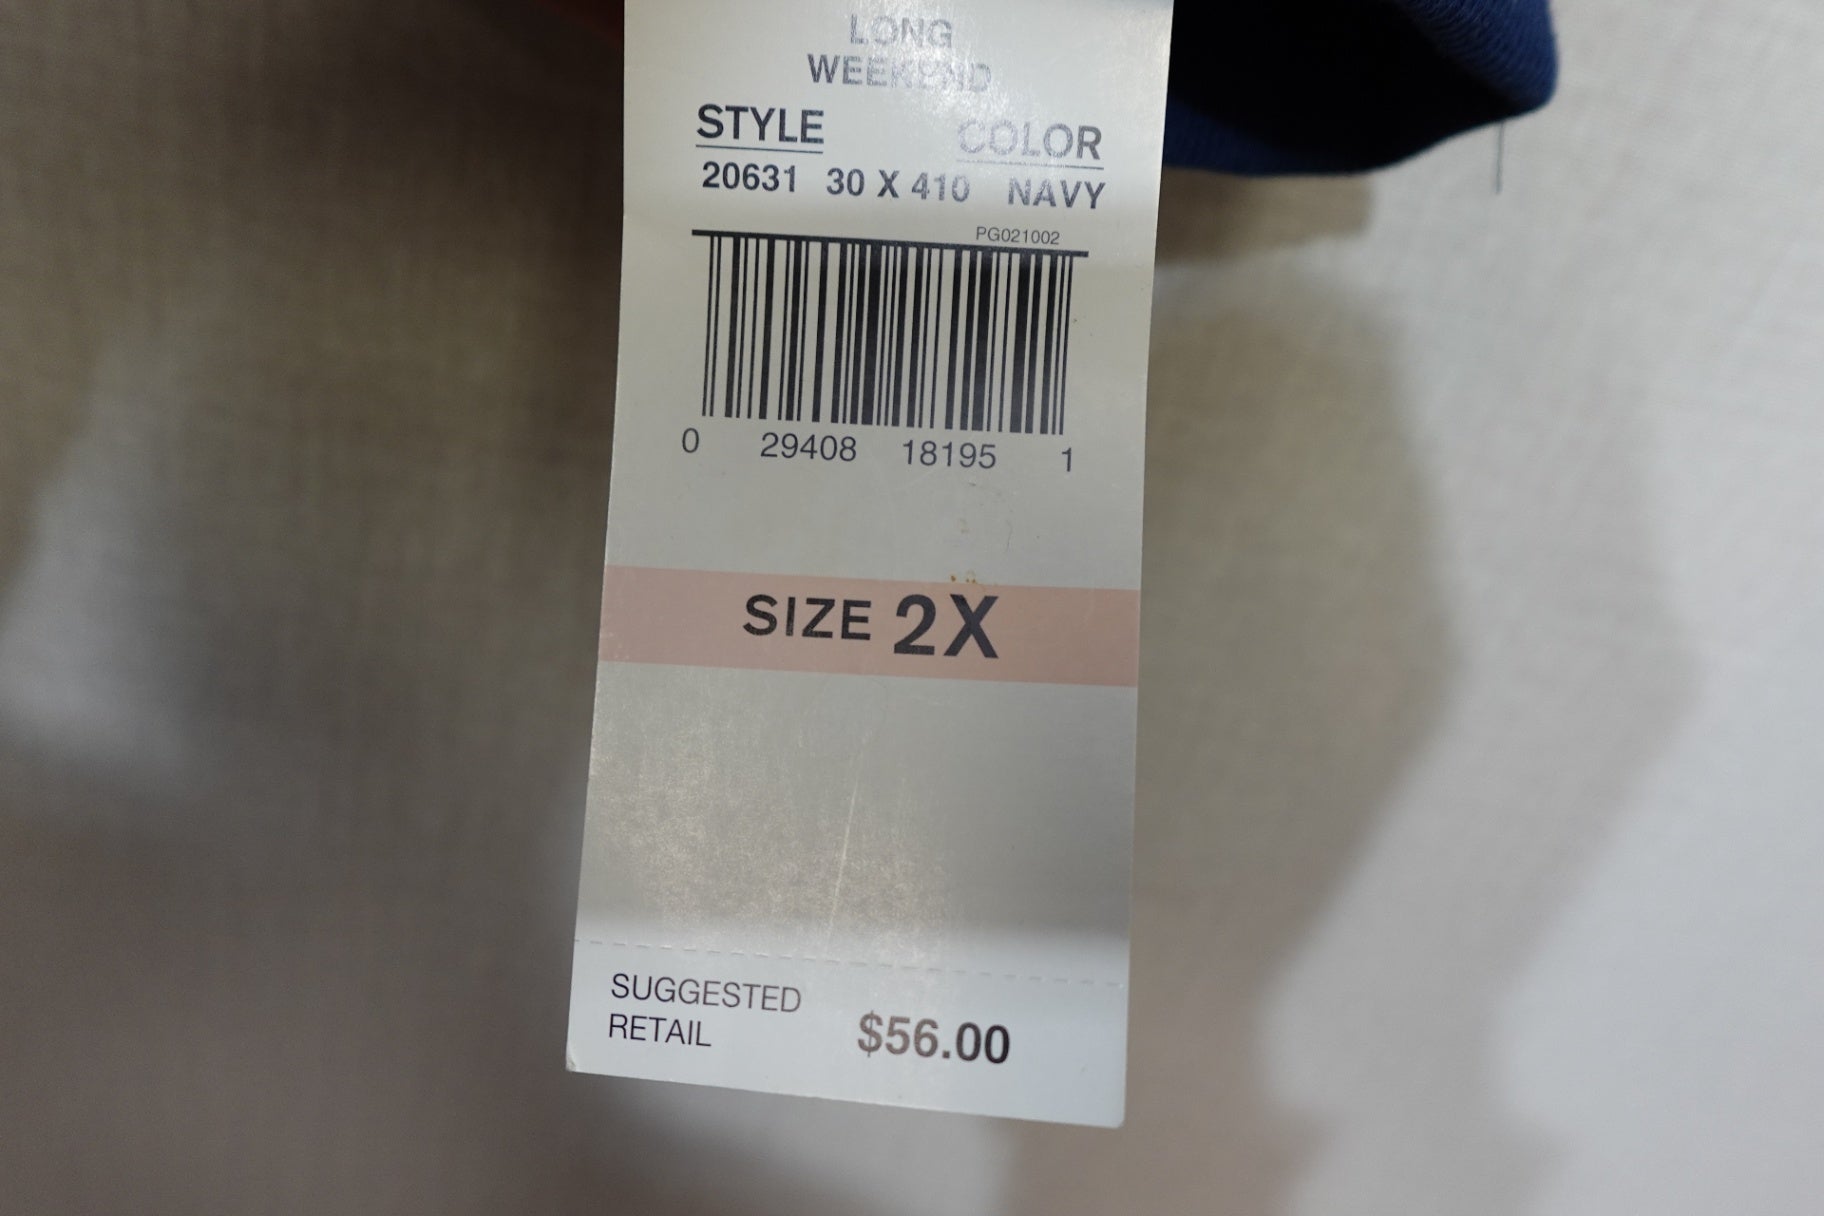 LONG
WEEKEND
STYLE COLOR
20631 30 X 410 NAVY
PG021002
0 29408 18195 1
SIZE 2X
SUGGESTED
RETAIL $56.00